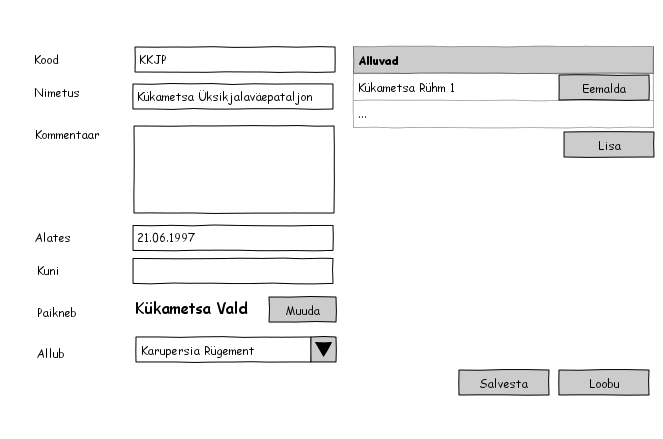 Kood KKJP
Nimetus Kükametsa Üksikjalaväepataljon
Kommentaar
Alates 21.06.1997
Kuni
Paikneb Kükametsa Vald Muuda
Allub Karupersia Rügement
Alluvad
Kükametsa Rühm 1 Eemalda
...
Lisa
Salvesta Loobu